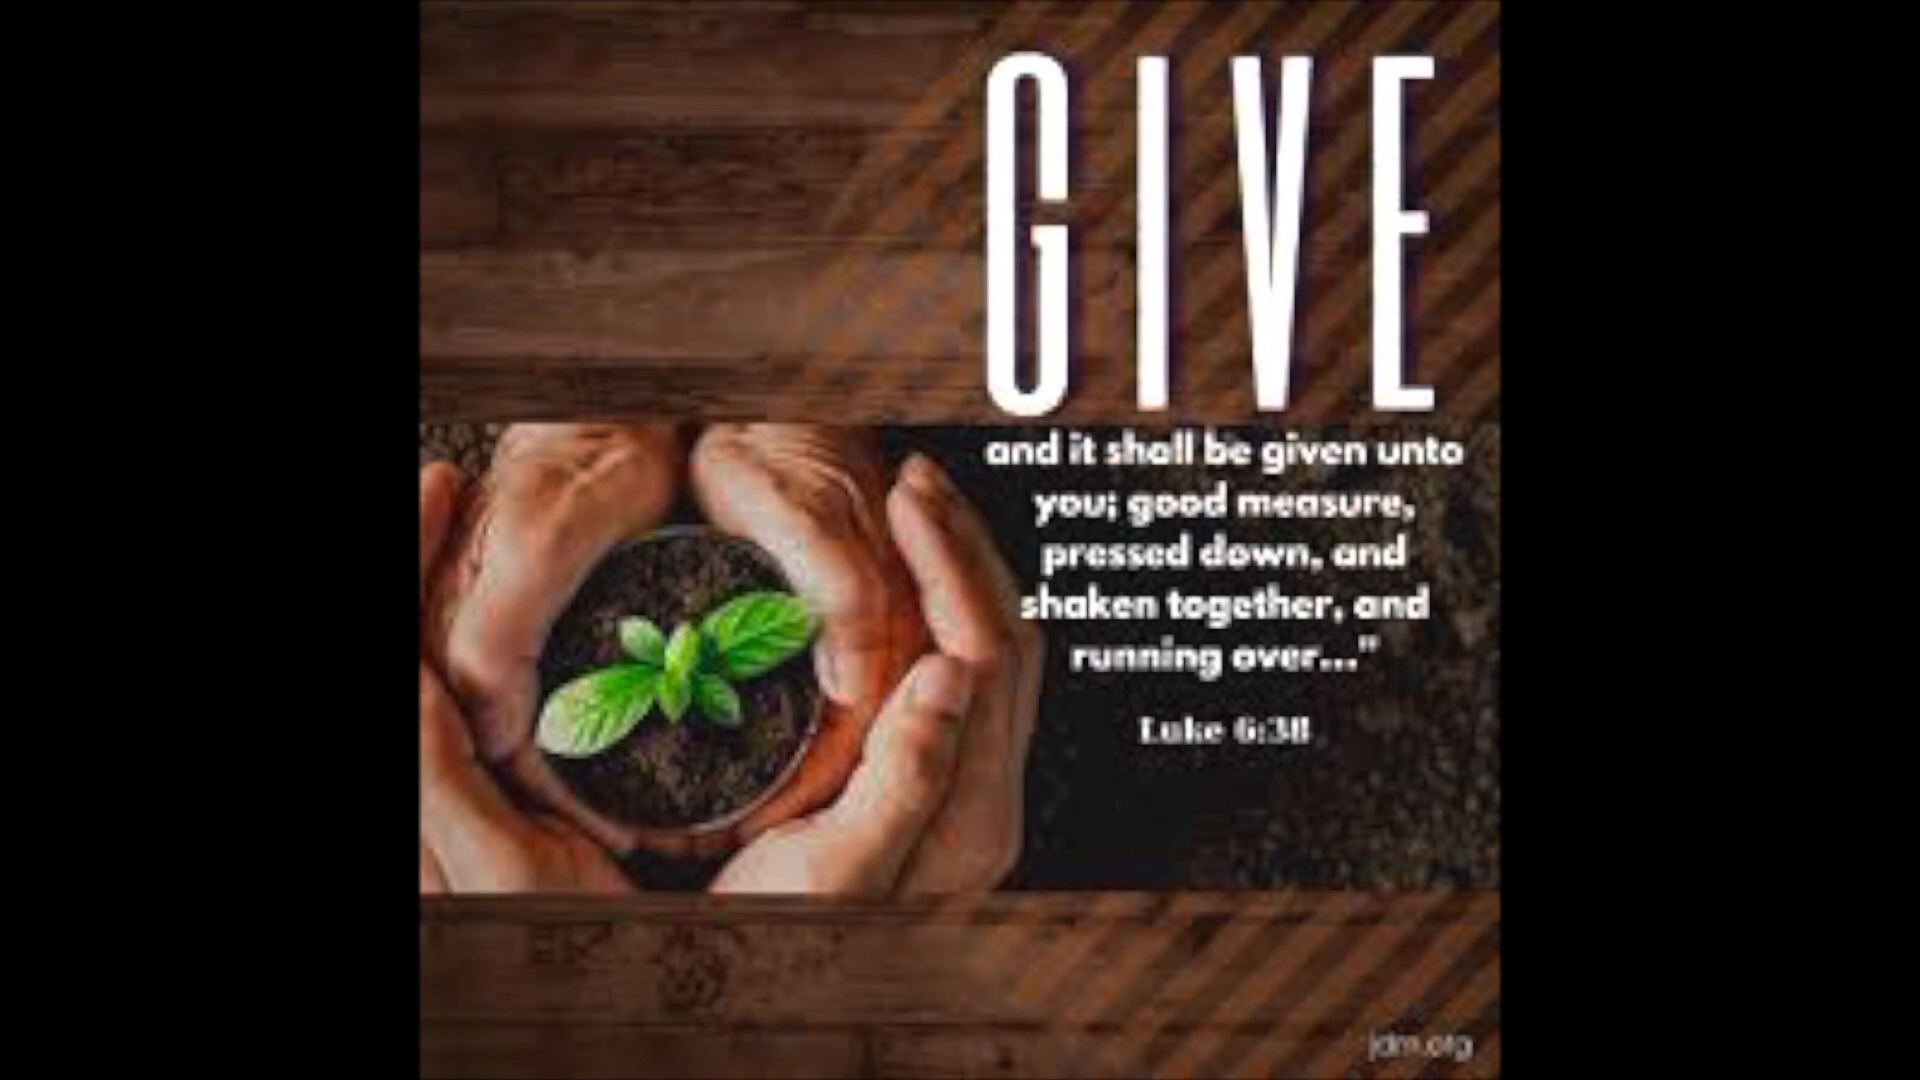 GIVE
and it shall be given unto
you; good measure,
pressed down, and
shaken together, and
running over..."
Luke 6:38
jdm.org